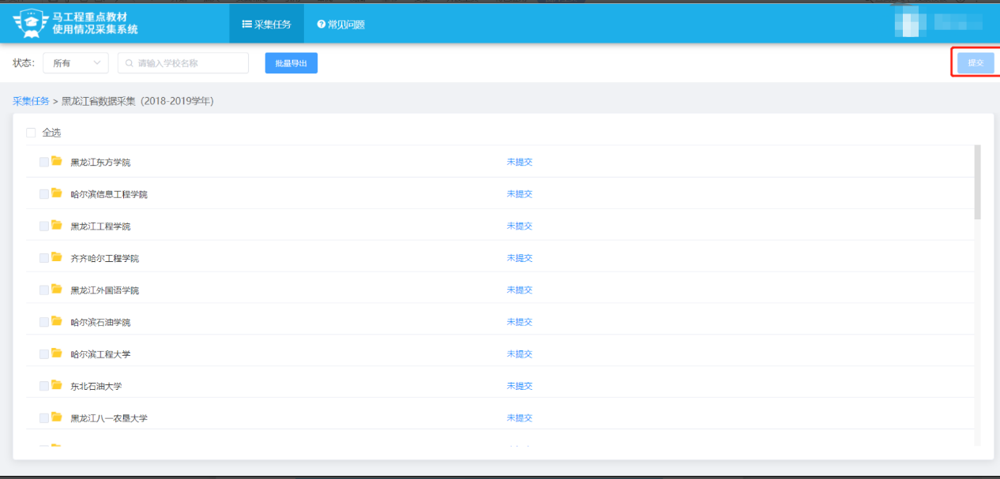 马工程重点教材
使用情况采集系统
采集任务
常见问题
状态: 所有 请输入学校名称 批量导出 提交
采集任务 > 黑龙江省数据采集（2018-2019学年）
全选
黑龙江东方学院 未提交
哈尔滨信息工程学院 未提交
黑龙江工程学院 未提交
齐齐哈尔工程学院 未提交
黑龙江外国语学院 未提交
哈尔滨石油学院 未提交
哈尔滨工程大学 未提交
东北石油大学 未提交
黑龙江八一农垦大学 未提交